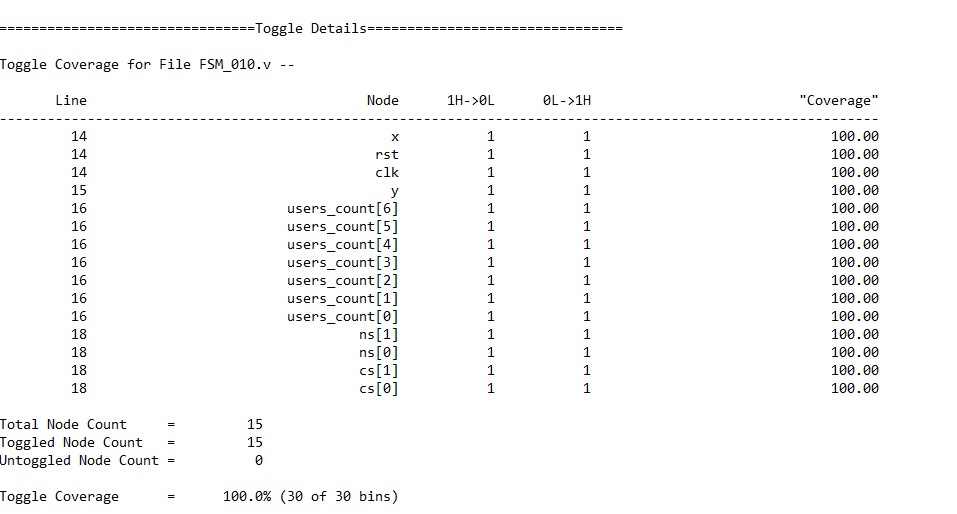 ================================Toggle Details================================
Toggle Coverage for File FSM_010.v --
Line Node 1H->0L 0L->1H "Coverage"
--------------------------------------------------------------------------------------------------------------
14 x 1 1 100.00
14 rst 1 1 100.00
14 clk 1 1 100.00
15 y 1 1 100.00
16 users_count[6] 1 1 100.00
16 users_count[5] 1 1 100.00
16 users_count[4] 1 1 100.00
16 users_count[3] 1 1 100.00
16 users_count[2] 1 1 100.00
16 users_count[1] 1 1 100.00
16 users_count[0] 1 1 100.00
18 ns[1] 1 1 100.00
18 ns[0] 1 1 100.00
18 cs[1] 1 1 100.00
18 cs[0] 1 1 100.00
Total Node Count = 15
Toggled Node Count = 15
Untoggled Node Count = 0
Toggle Coverage = 100.0% (30 of 30 bins)